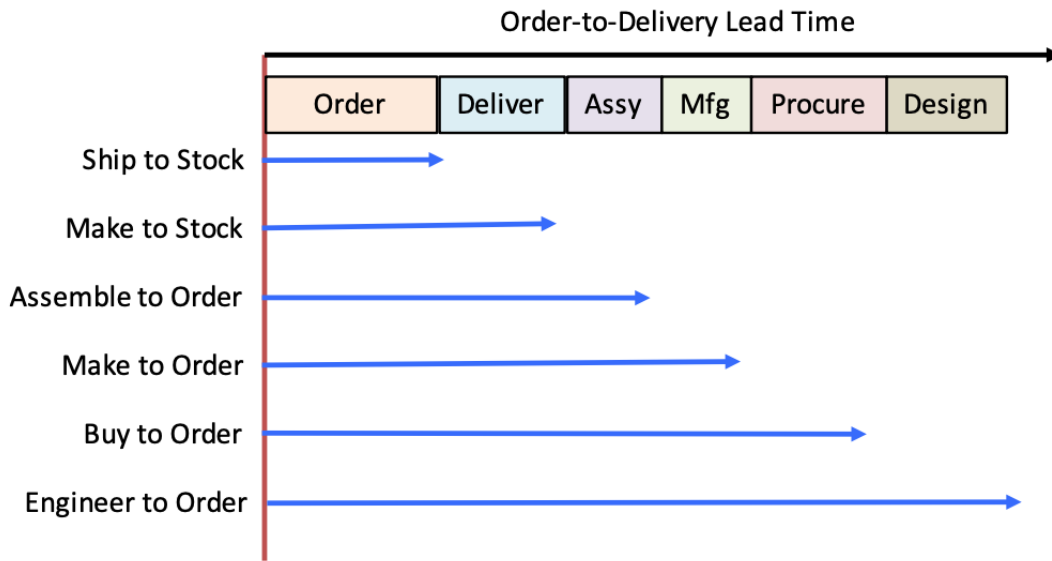 Order-to-Delivery Lead Time
Order Deliver Assy Mfg Procure Design
Ship to Stock
Make to Stock
Assemble to Order
Make to Order
Buy to Order
Engineer to Order